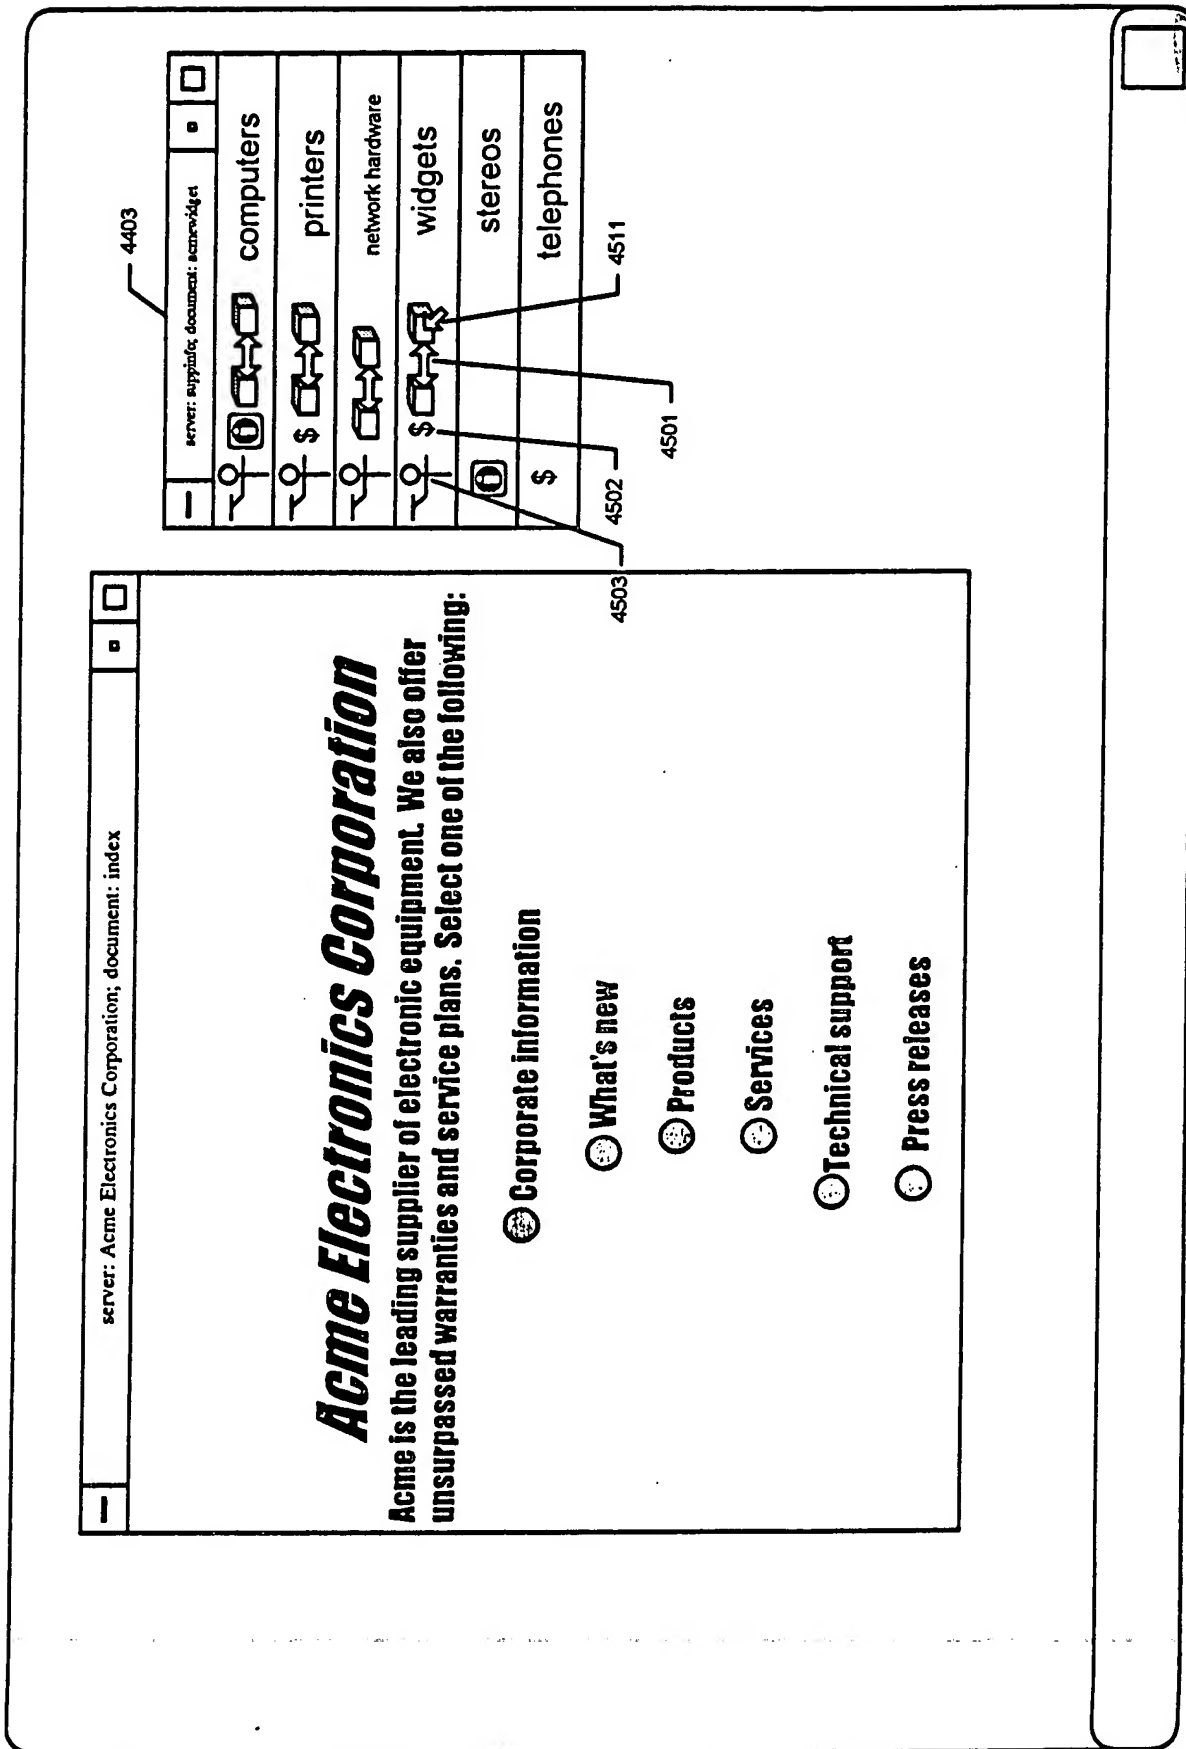 server: Acme Electronics Corporation; document: index
Acme Electronics Corporation
Acme is the leading supplier of electronic equipment. We also offer
unsurpassed warranties and service plans. Select one of the following:
Corporate information
What's new
Products
Services
Technical support
Press releases
4403
server: suppinfo; document: acmewidget
computers
$ printers
network hardware
$ widgets
stereos
$ telephones
4503
4502
4501
4511